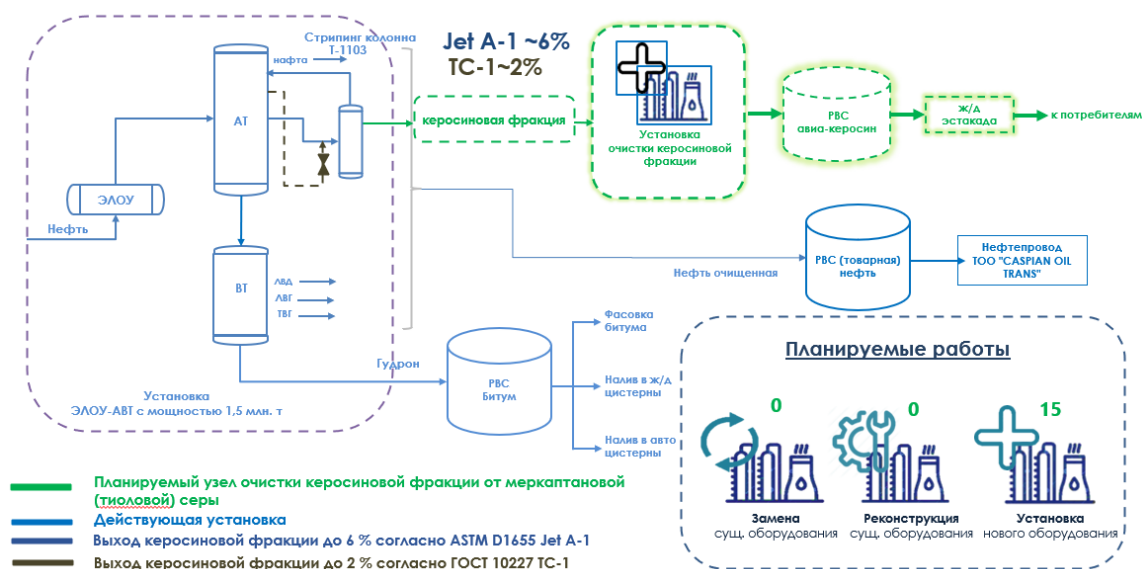 Стрипинг колонна
Т-1103
нафта
Jet A-1 ~6%
ТС-1~2%
АТ
керосиновая фракция
Установка
очистки керосиновой
фракции
РВС
авиа-керосин
ж/д
эстакада
к потребителям
ЭЛОУ
Нефть
ВТ
ЛВД
ЛВГ
ТВГ
Нефть очищенная
РВС (товарная)
нефть
Нефтепровод
ТОО "CASPIAN OIL
TRANS"
Гудрон
РВС
Битум
Фасовка
битума
Налив в ж/д
цистерны
Налив в авто
цистерны
Установка
ЭЛОУ-АВТ с мощностью 1,5 млн. т
Планируемые работы
0
0
15
Замена
сущ. оборудования
Реконструкция
сущ. оборудования
Установка
нового оборудования
Планируемый узел очистки керосиновой фракции от меркаптановой
(тиоловой) серы
Действующая установка
Выход керосиновой фракции до 6 % согласно ASTM D1655 Jet A-1
Выход керосиновой фракции до 2 % согласно ГОСТ 10227 ТС-1